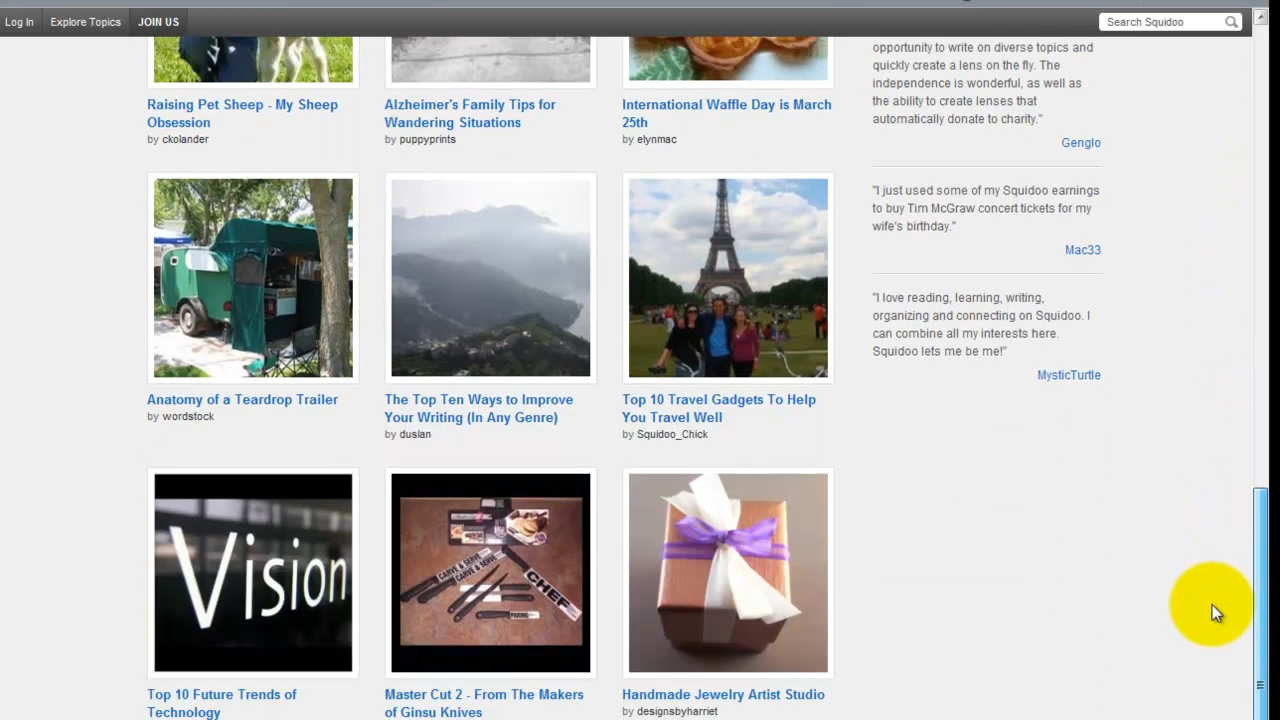 Log In
Explore Topics
JOIN US
Search Squidoo
Raising Pet Sheep - My Sheep
Obsession
by ckolander
Alzheimer's Family Tips for
Wandering Situations
by puppyprints
International Waffle Day is March
25th
by elynmac
opportunity to write on diverse topics and
quickly create a lens on the fly. The
independence is wonderful, as well as
the ability to create lenses that
automatically donate to charity."
Genglo
"I just used some of my Squidoo earnings
to buy Tim McGraw concert tickets for my
wife's birthday."
Mac33
"I love reading, learning, writing,
organizing and connecting on Squidoo. I
can combine all my interests here.
Squidoo lets me be me!"
MysticTurtle
Anatomy of a Teardrop Trailer
by wordstock
The Top Ten Ways to Improve
Your Writing (In Any Genre)
by duslan
Top 10 Travel Gadgets To Help
You Travel Well
by Squidoo_Chick
Vision
CARVE & SERVE
CARVE & SERVE
CHEF
PARING
Top 10 Future Trends of
Technology
Master Cut 2 - From The Makers
of Ginsu Knives
Handmade Jewelry Artist Studio
by designsbyharriet